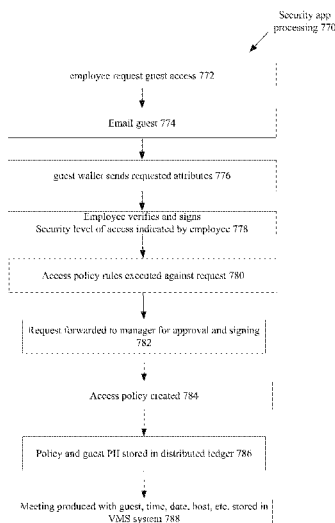 Security app
processing 770
employee request guest access 772
Email guest 774
guest wallet sends requested attributes 776
Employee verifies and signs
Security level of access indicated by employee 778
Access policy rules executed against request 780
Request forwarded to manager for approval and signing
782
Access policy created 784
Policy and guest PII stored in distributed ledger 786
Meeting produced with guest, time, date, host, etc. stored in
VMS system 788